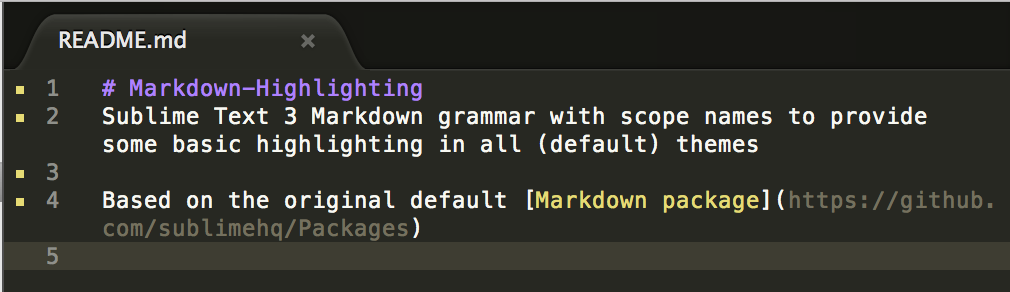 README.md ×
1 # Markdown-Highlighting
2 Sublime Text 3 Markdown grammar with scope names to provide
some basic highlighting in all (default) themes
3
4 Based on the original default [Markdown package](https://github.
com/sublimehq/Packages)
5